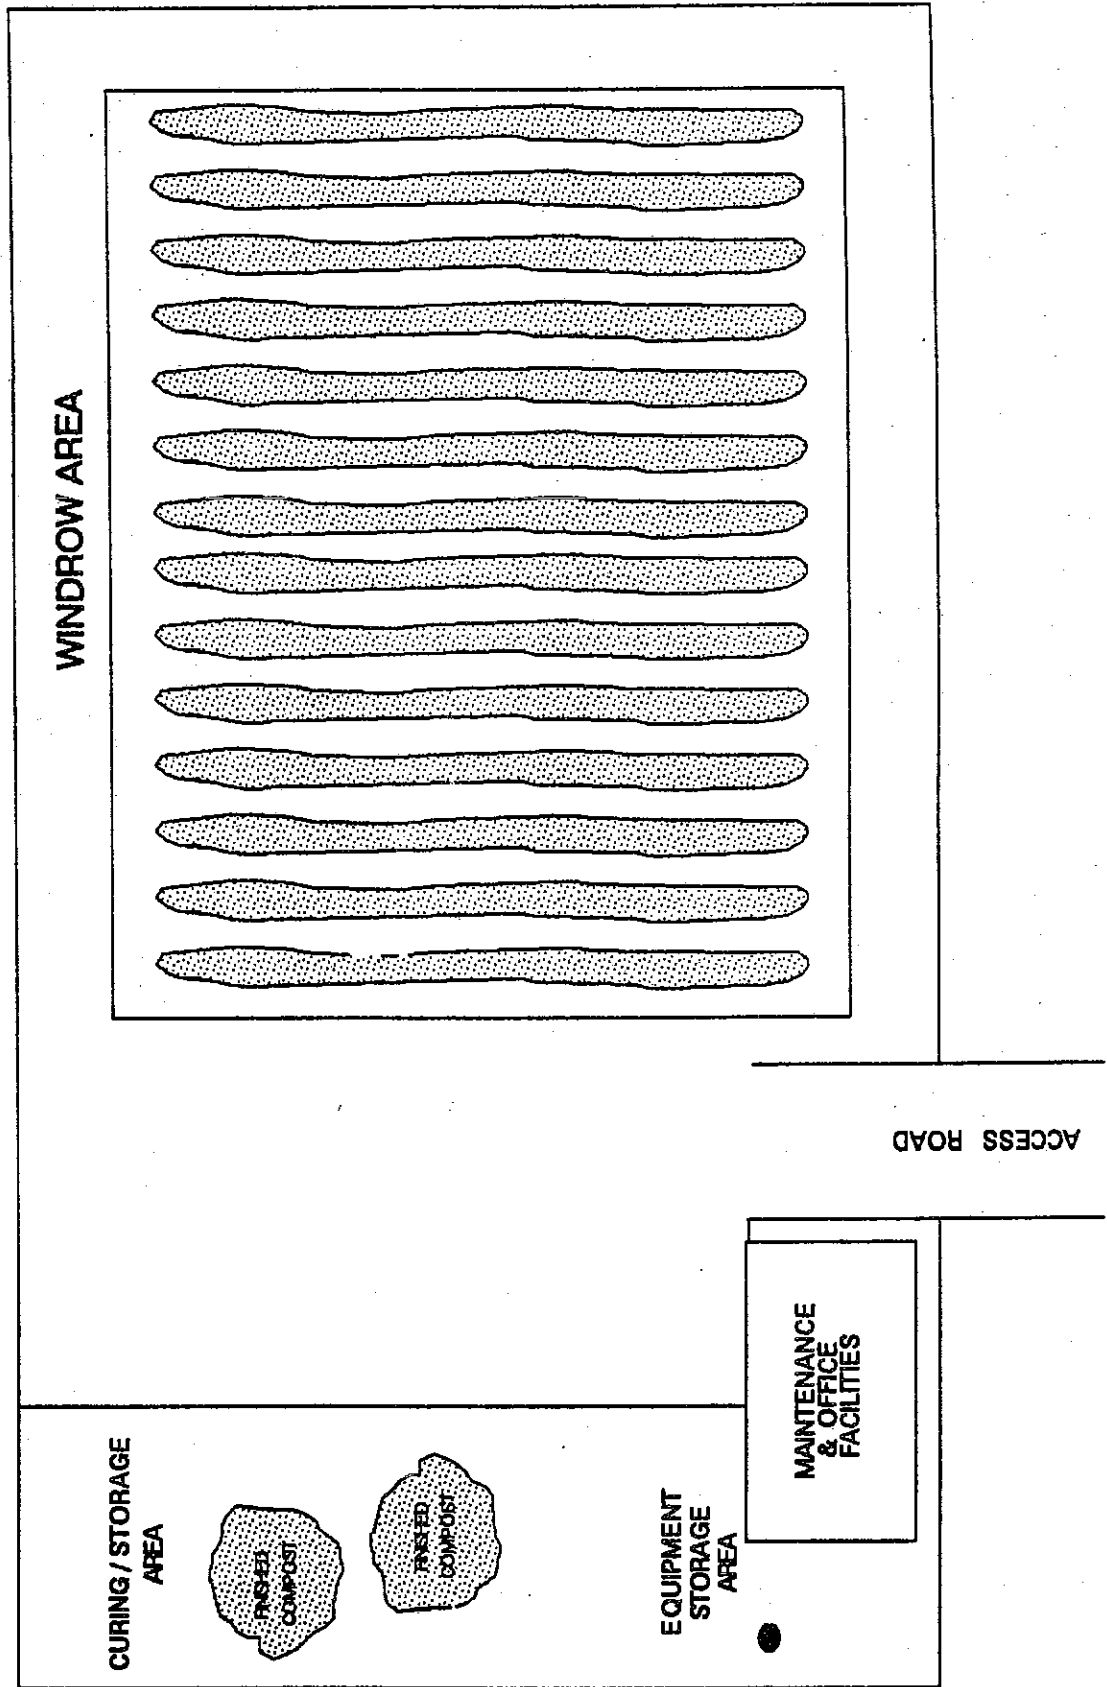 WINDROW AREA
CURING / STORAGE
AREA
FINISHED
COMPOST
FINISHED
COMPOST
EQUIPMENT
STORAGE
AREA
MAINTENANCE
& OFFICE
FACILITIES
ACCESS ROAD